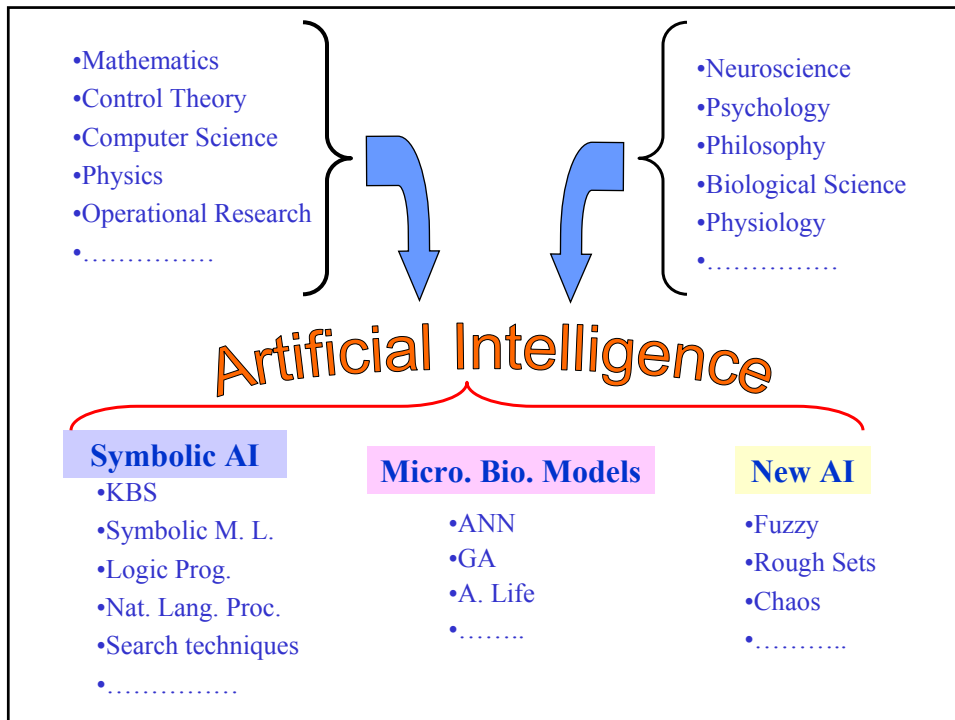 •Mathematics
•Control Theory
•Computer Science
•Physics
•Operational Research
•……………
•Neuroscience
•Psychology
•Philosophy
•Biological Science
•Physiology
•……………
Artificial Intelligence
Symbolic AI
•KBS
•Symbolic M. L.
•Logic Prog.
•Nat. Lang. Proc.
•Search techniques
•……………
Micro. Bio. Models
•ANN
•GA
•A. Life
•……..
New AI
•Fuzzy
•Rough Sets
•Chaos
•………..